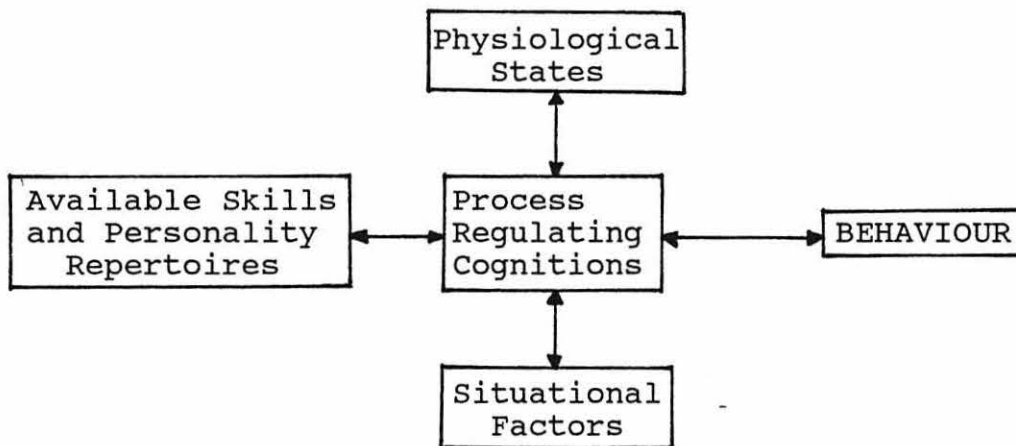 Physiological
States
Available Skills
and Personality
Repertoires
Process
Regulating
Cognitions
BEHAVIOUR
Situational
Factors